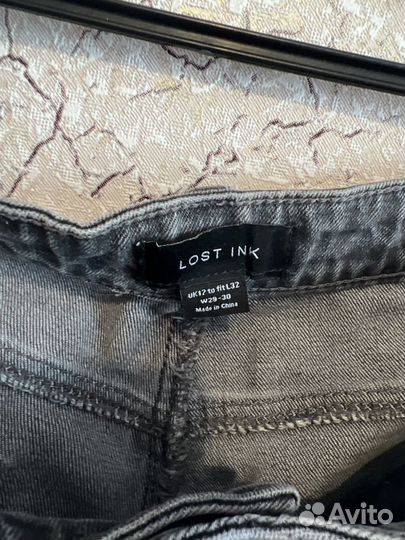 LOST INK
UK12 to fit L32
W29-30
Made in China
Avito